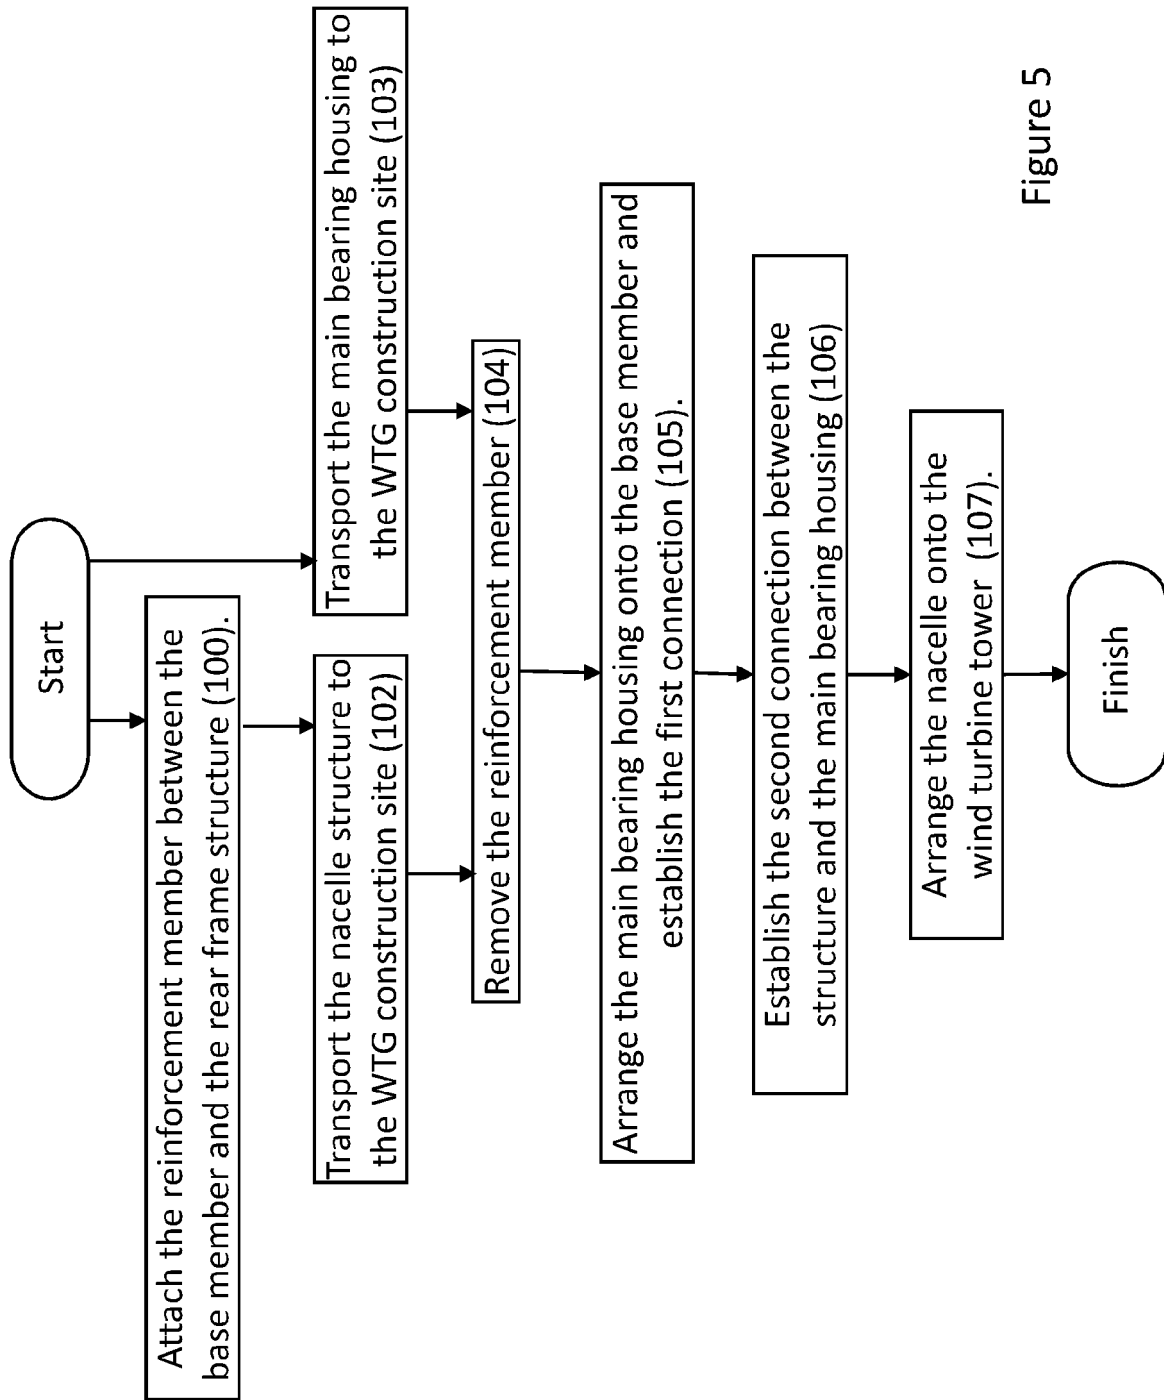 Start
Attach the reinforcement member between the
base member and the rear frame structure (100).
Transport the nacelle structure to
the WTG construction site (102)
Transport the main bearing housing to
the WTG construction site (103)
Remove the reinforcement member (104)
Arrange the main bearing housing onto the base member and
establish the first connection (105).
Establish the second connection between the
structure and the main bearing housing (106)
Arrange the nacelle onto the
wind turbine tower (107).
Finish
Figure 5